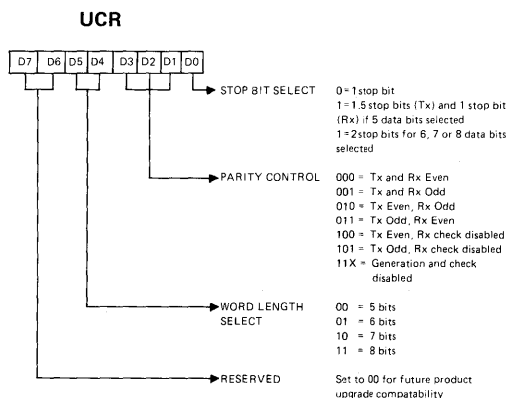 UCR
D7 D6 D5 D4 D3 D2 D1 D0
STOP BIT SELECT
0 = 1 stop bit
1 = 1.5 stop bits (Tx) and 1 stop bit
(Rx) if 5 data bits selected
1 = 2 stop bits for 6, 7 or 8 data bits
selected
PARITY CONTROL
000 = Tx and Rx Even
001 = Tx and Rx Odd
010 = Tx Even, Rx Odd
011 = Tx Odd, Rx Even
100 = Tx Even, Rx check disabled
101 = Tx Odd, Rx check disabled
11X = Generation and check
disabled
WORD LENGTH
SELECT
00 = 5 bits
01 = 6 bits
10 = 7 bits
11 = 8 bits
RESERVED
Set to 00 for future product
upgrade compatability